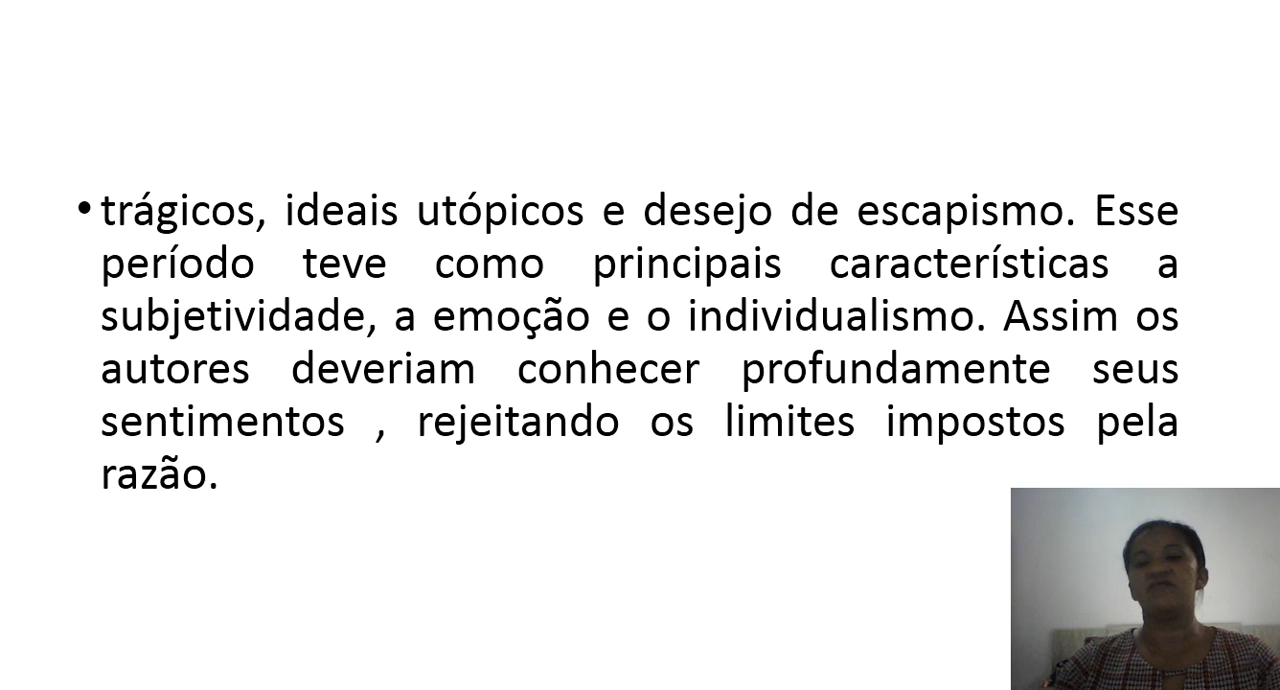 • trágicos, ideais utópicos e desejo de escapismo. Esse
período teve como principais características a
subjetividade, a emoção e o individualismo. Assim os
autores deveriam conhecer profundamente seus
sentimentos , rejeitando os limites impostos pela
razão.